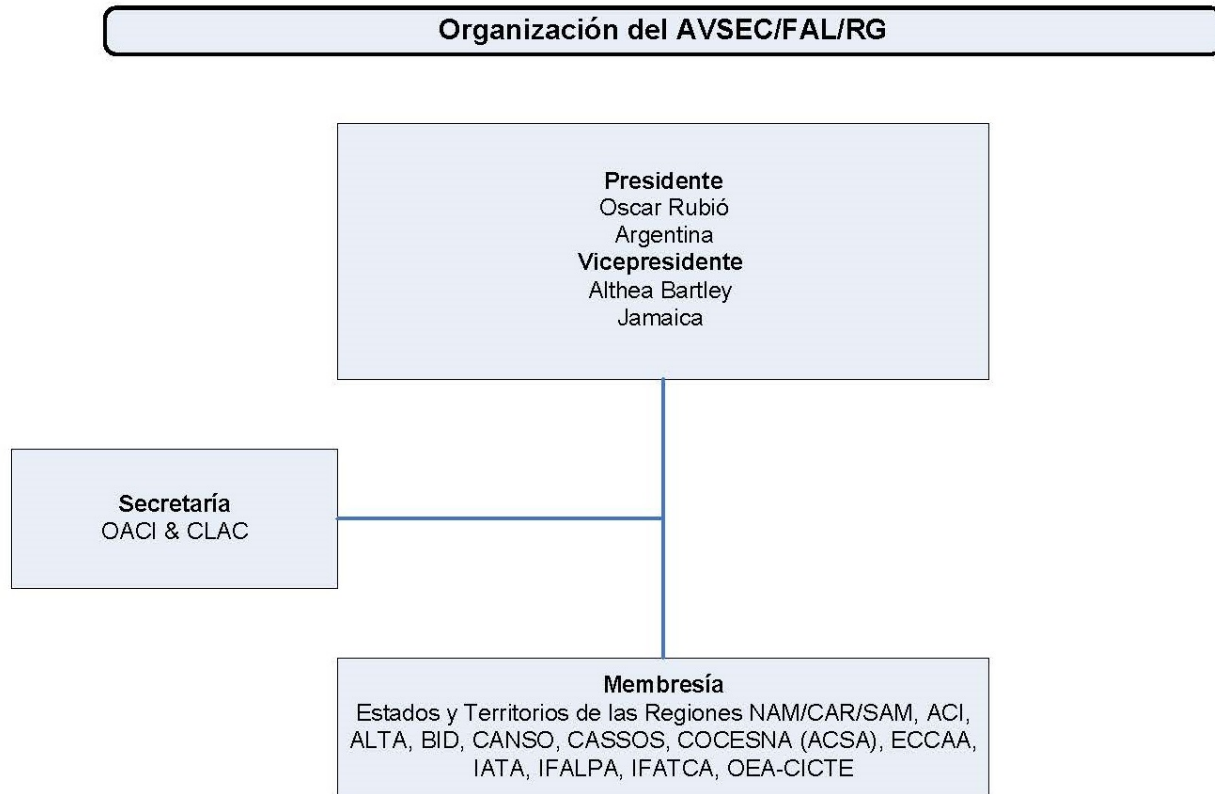 Organización del AVSEC/FAL/RG
Presidente
Oscar Rubió
Argentina
Vicepresidente
Althea Bartley
Jamaica
Secretaría
OACI & CLAC
Membresía
Estados y Territorios de las Regiones NAM/CAR/SAM, ACI,
ALTA, BID, CANSO, CASSOS, COCESNA (ACSA), ECCAA,
IATA, IFALPA, IFATCA, OEA-CICTE